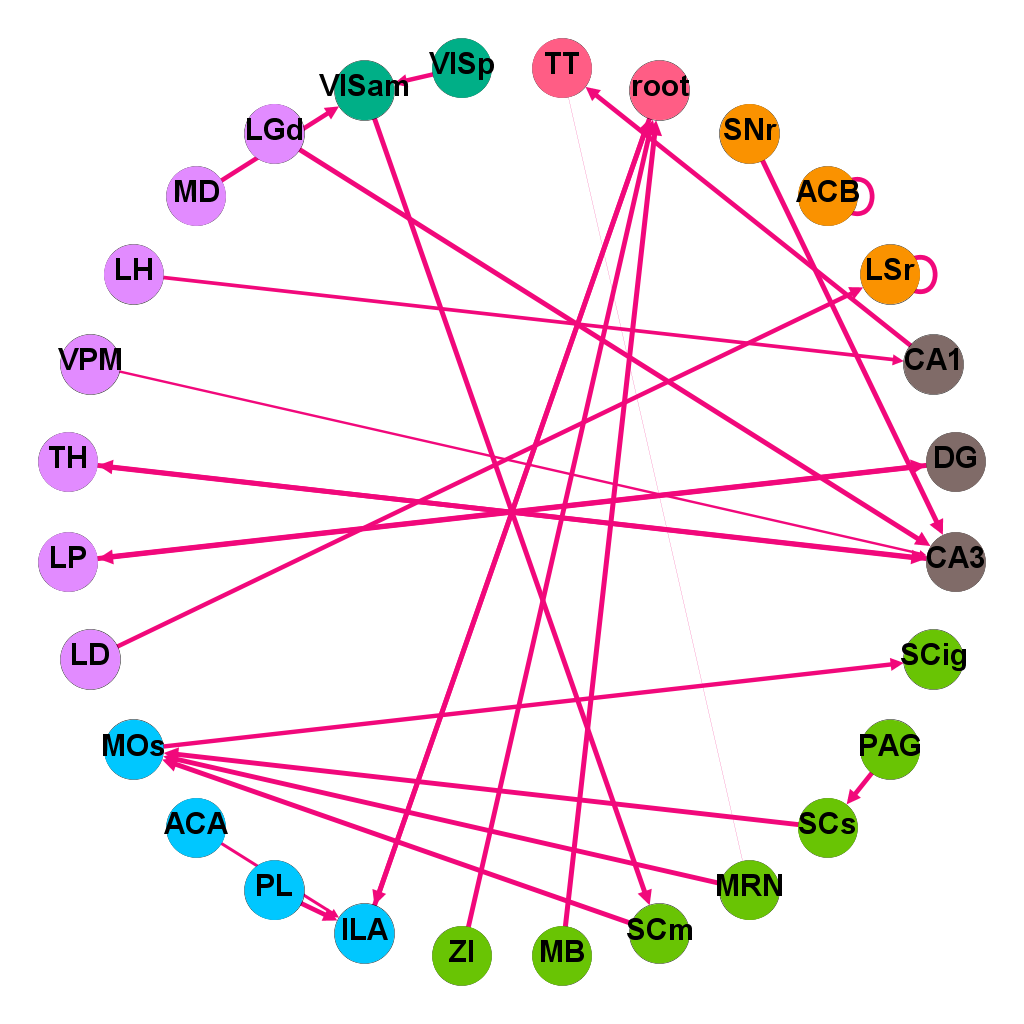 VISp
TT
VISam
root
LGd
SNr
MD
ACB
LH
LSr
VPM
CA1
TH
DG
LP
CA3
LD
SCig
MOs
PAG
ACA
SCs
PL
MRN
ILA
SCm
ZI
MB